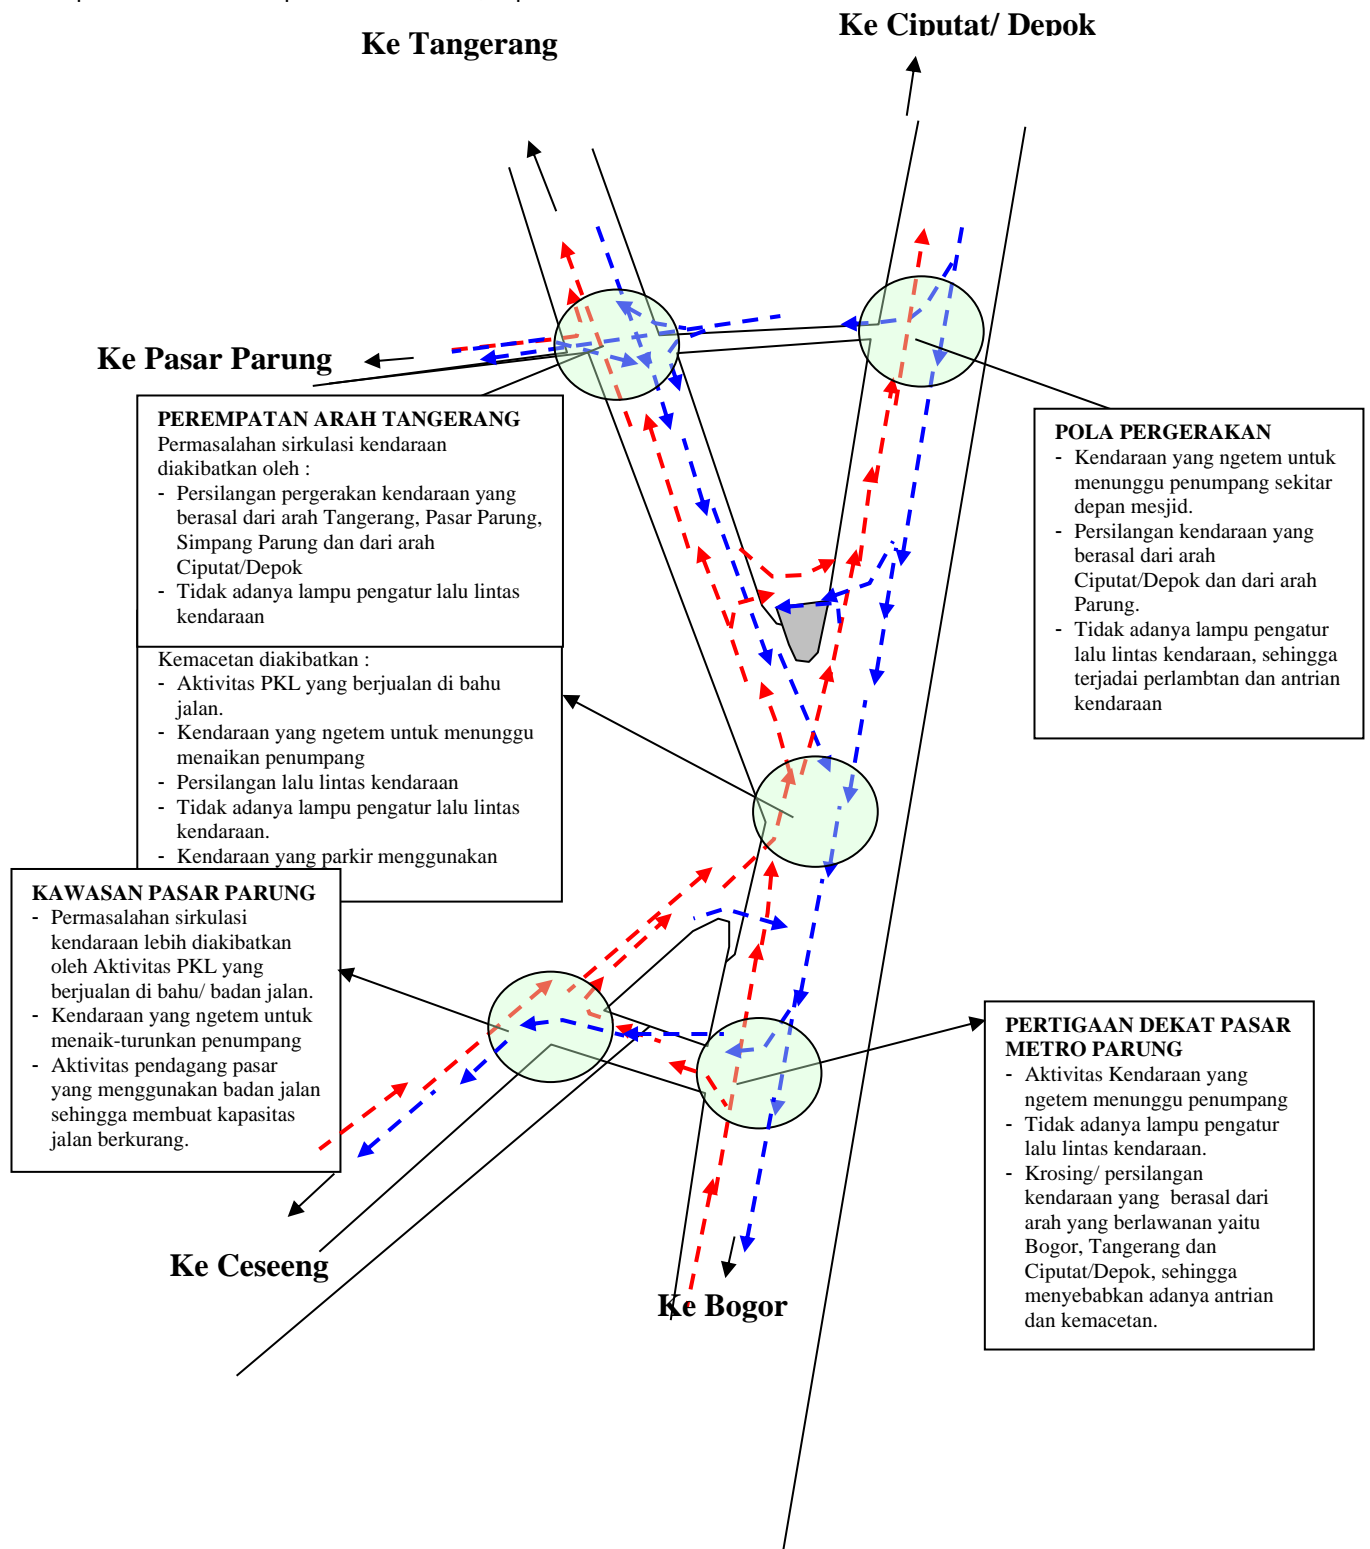 Ke Ciputat/ Depok
Ke Tangerang
Ke Pasar Parung
PEREMPATAN ARAH TANGERANG
Permasalahan sirkulasi kendaraan
diakibatkan oleh :
- Persilangan pergerakan kendaraan yang
berasal dari arah Tangerang, Pasar Parung,
Simpang Parung dan dari arah
Ciputat/Depok
- Tidak adanya lampu pengatur lalu lintas
kendaraan
POLA PERGERAKAN
- Kendaraan yang ngetem untuk
menunggu penumpang sekitar
depan mesjid.
- Persilangan kendaraan yang
berasal dari arah
Ciputat/Depok dan dari arah
Parung.
- Tidak adanya lampu pengatur
lalu lintas kendaraan, sehingga
terjadai perlambtan dan antrian
kendaraan
Kemacetan diakibatkan :
- Aktivitas PKL yang berjualan di bahu
jalan.
- Kendaraan yang ngetem untuk menunggu
menaikan penumpang
- Persilangan lalu lintas kendaraan
- Tidak adanya lampu pengatur lalu lintas
kendaraan.
- Kendaraan yang parkir menggunakan
KAWASAN PASAR PARUNG
- Permasalahan sirkulasi
kendaraan lebih diakibatkan
oleh Aktivitas PKL yang
berjualan di bahu/ badan jalan.
- Kendaraan yang ngetem untuk
menaik-turunkan penumpang
- Aktivitas pendagang pasar
yang menggunakan badan jalan
sehingga membuat kapasitas
jalan berkurang.
PERTIGAAN DEKAT PASAR
METRO PARUNG
- Aktivitas Kendaraan yang
ngetem menunggu penumpang
- Tidak adanya lampu pengatur
lalu lintas kendaraan.
- Krosing/ persilangan
kendaraan yang berasal dari
arah yang berlawanan yaitu
Bogor, Tangerang dan
Ciputat/Depok, sehingga
menyebabkan adanya antrian
dan kemacetan.
Ke Ceseeng
Ke Bogor